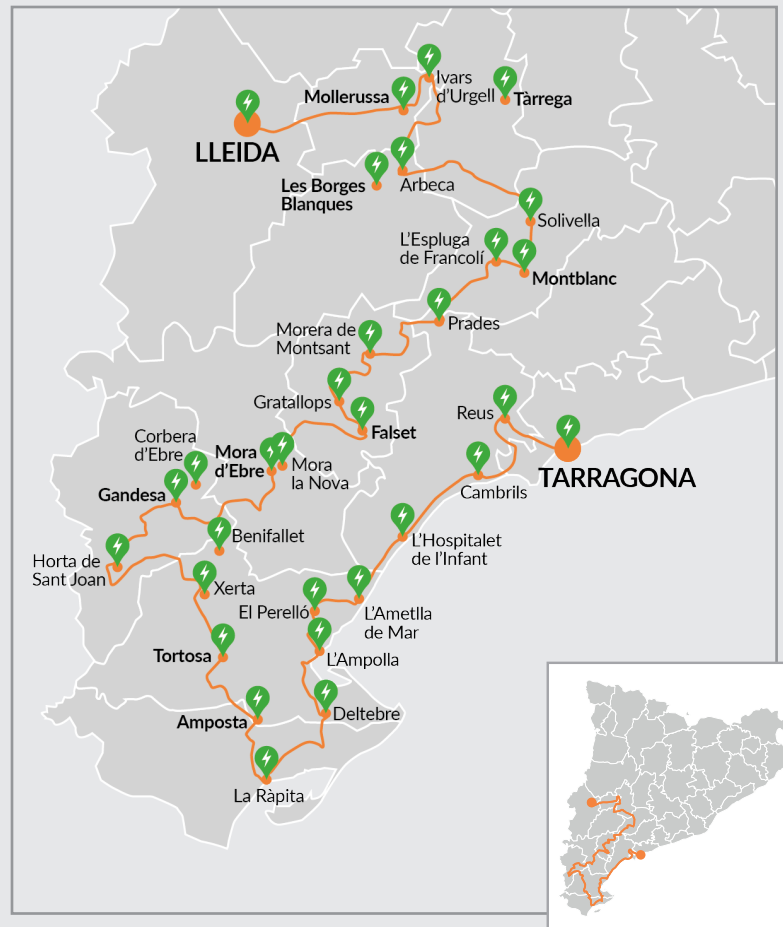 Ivars
d'Urgell
Mollerussa
Tàrrega
LLEIDA
Les Borges
Blanques
Arbeca
Solivella
L'Espluga
de Francolí
Montblanc
Prades
Morera de
Montsant
Gratallops
Falset
Reus
TARRAGONA
Corbera
d'Ebre
Mora
d'Ebre
Mora
la Nova
Cambrils
Gandesa
Benifallet
L'Hospitalet
de l'Infant
Horta de
Sant Joan
Xerta
El Perelló
L'Ametlla
de Mar
Tortosa
L'Ampolla
Amposta
Deltebre
La Ràpita